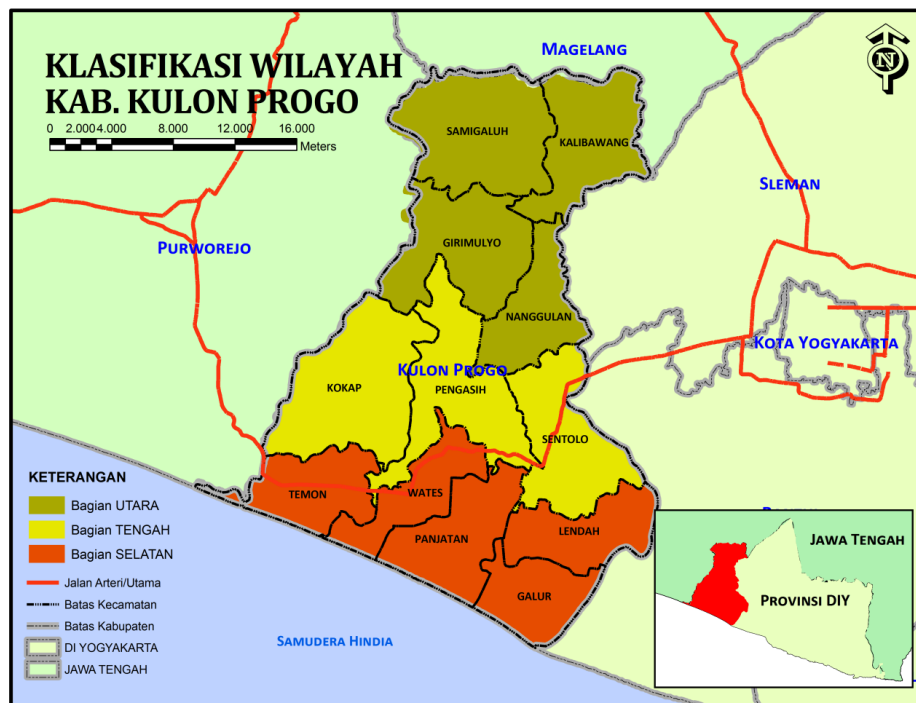 KLASIFIKASI WILAYAH
KAB. KULON PROGO
0 2.000 4.000 8.000 12.000 16.000
Meters
N
MAGELANG
SAMIGALUH
KALIBAWANG
SLEMAN
PURWOREJO
GIRIMULYO
NANGGULAN
KOTA YOGYAKARTA
KULON PROGO
KOKAP
PENGASIH
SENTOLO
TEMON
WATES
LENDAH
PANJATAN
GALUR
SAMUDERA HINDIA
KETERANGAN
Bagian UTARA
Bagian TENGAH
Bagian SELATAN
Jalan Arteri/Utama
Batas Kecamatan
Batas Kabupaten
DI YOGYAKARTA
JAWA TENGAH
JAWA TENGAH
PROVINSI DIY